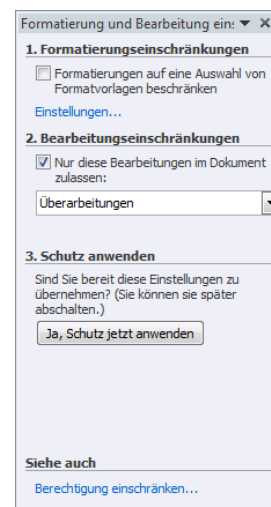 Formatierung und Bearbeitung ein:
1. Formatierungseinschränkungen
Formatierungen auf eine Auswahl von
Formatvorlagen beschränken
Einstellungen...
2. Bearbeitungseinschränkungen
Nur diese Bearbeitungen im Dokument
zulassen:
Überarbeitungen
3. Schutz anwenden
Sind Sie bereit diese Einstellungen zu
übernehmen? (Sie können sie später
abschalten.)
Ja, Schutz jetzt anwenden
Siehe auch
Berechtigung einschränken...